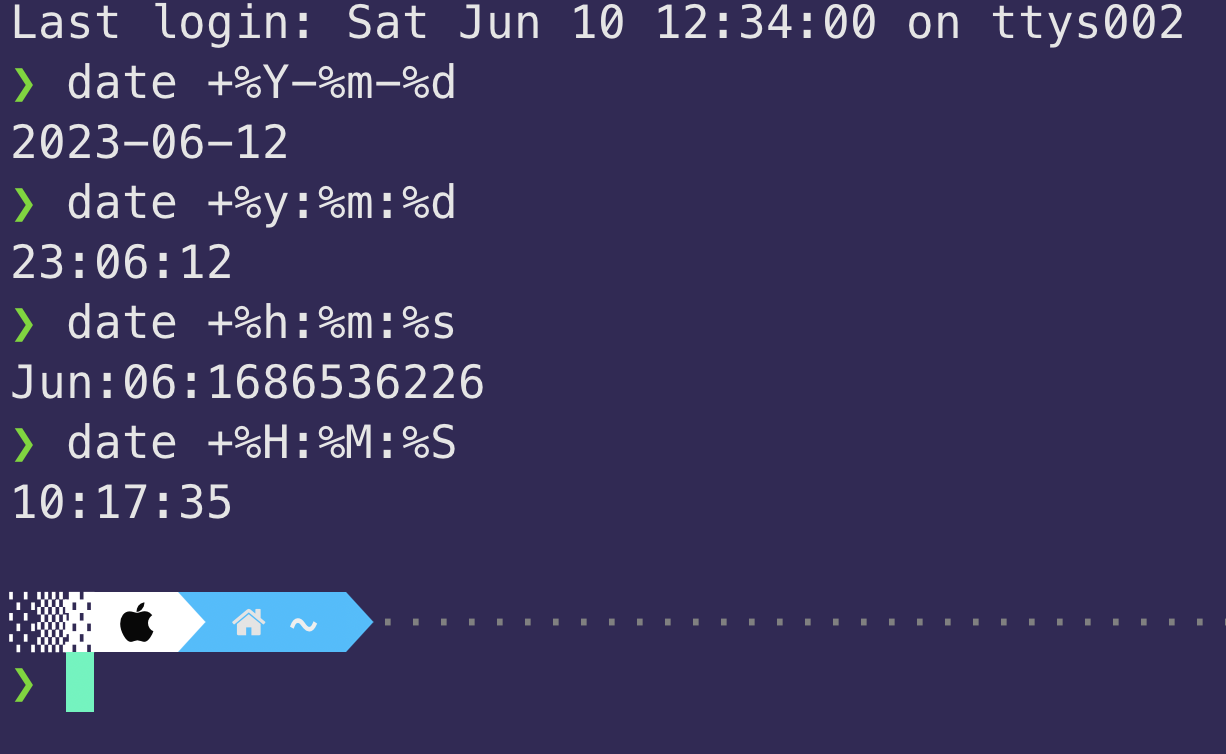 Last login: Sat Jun 10 12:34:00 on ttys002
❯ date +%Y-%m-%d
2023-06-12
❯ date +%y:%m:%d
23:06:12
❯ date +%h:%m:%s
Jun:06:1686536226
❯ date +%H:%M:%S
10:17:35
~
❯